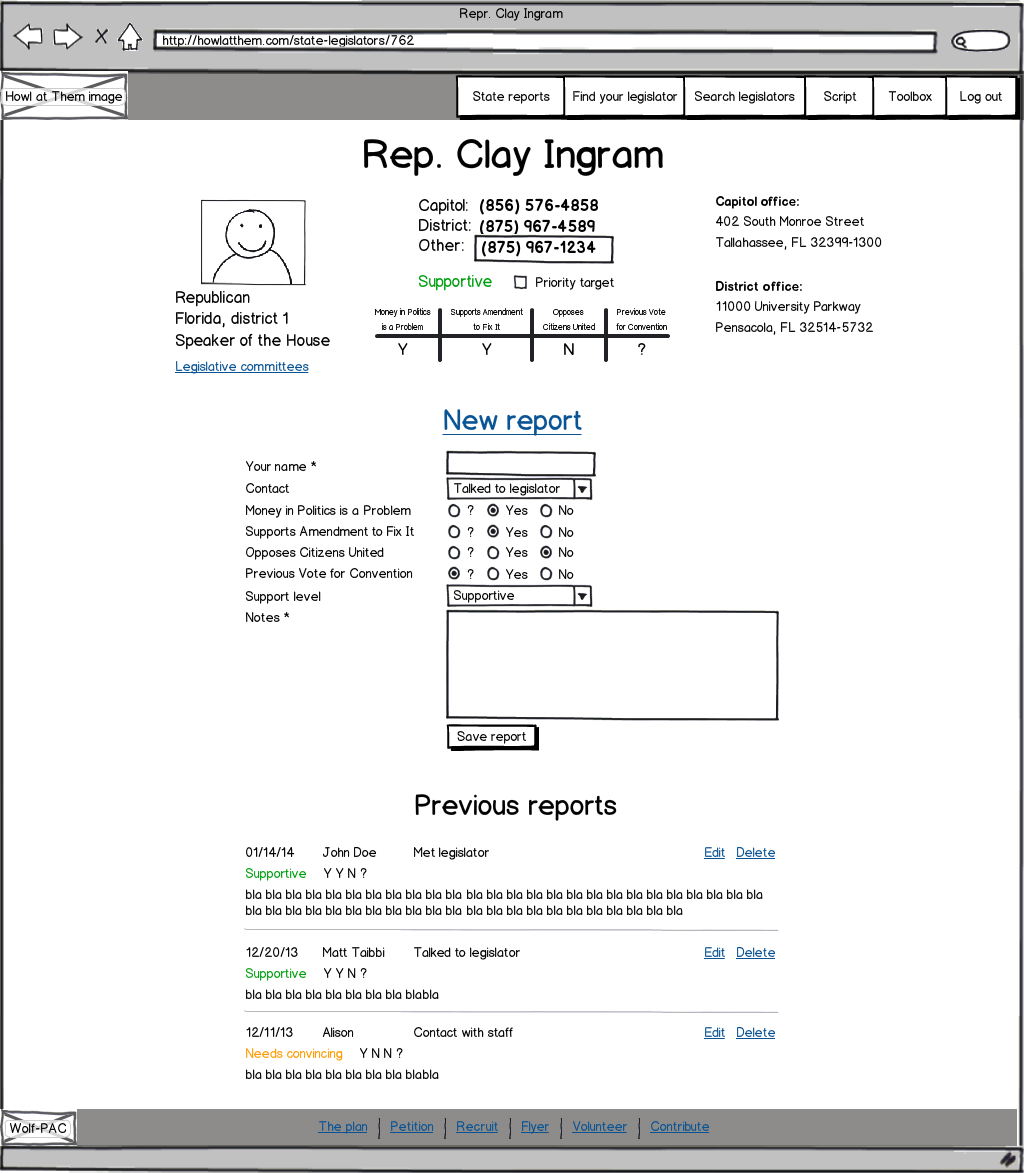 Repr. Clay Ingram
http://howlatthem.com/state-legislators/762
Howl at Them image
State reports
Find your legislator
Search legislators
Script
Toolbox
Log out
Rep. Clay Ingram
Republican
Florida, district 1
Speaker of the House
Legislative committees
Capitol: (856) 576-4858
District: (875) 967-4589
Other: (875) 967-1234
Supportive Priority target
Money in Politics is a Problem
Supports Amendment to Fix It
Opposes Citizens United
Previous Vote for Convention
Y Y N ?
Capitol office:
402 South Monroe Street
Tallahassee, FL 32399-1300
District office:
11000 University Parkway
Pensacola, FL 32514-5732
New report
Your name *
Contact Talked to legislator
Money in Politics is a Problem ? Yes No
Supports Amendment to Fix It ? Yes No
Opposes Citizens United ? Yes No
Previous Vote for Convention ? Yes No
Support level Supportive
Notes *
Save report
Previous reports
01/14/14 John Doe Met legislator Edit Delete
Supportive Y Y N ?
bla bla bla bla bla bla bla bla bla bla bla bla bla bla bla bla bla bla bla bla bla bla bla bla bla bla
bla bla bla bla bla bla bla bla bla bla bla bla bla bla bla bla bla bla bla bla bla bla
12/20/13 Matt Taibbi Talked to legislator Edit Delete
Supportive Y Y N ?
bla bla bla bla bla bla bla bla blabla
12/11/13 Alison Contact with staff Edit Delete
Needs convincing Y N N ?
bla bla bla bla bla bla bla bla blabla
Wolf-PAC
The plan | Petition | Recruit | Flyer | Volunteer | Contribute